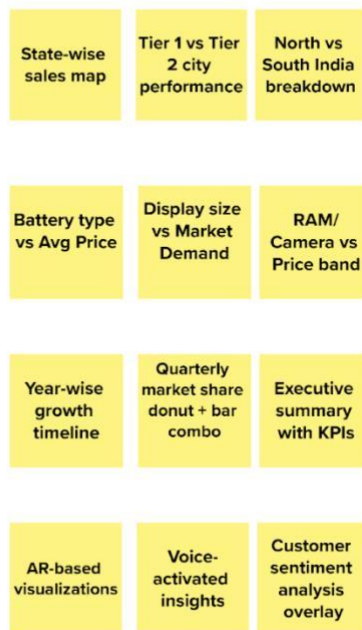 State-wise
sales map
Tier 1 vs Tier
2 city
performance
North vs
South India
breakdown
Battery type
vs Avg Price
Display size
vs Market
Demand
RAM/
Camera vs
Price band
Year-wise
growth
timeline
Quarterly
market share
donut + bar
combo
Executive
summary
with KPIs
AR-based
visualizations
Voice-
activated
insights
Customer
sentiment
analysis
overlay